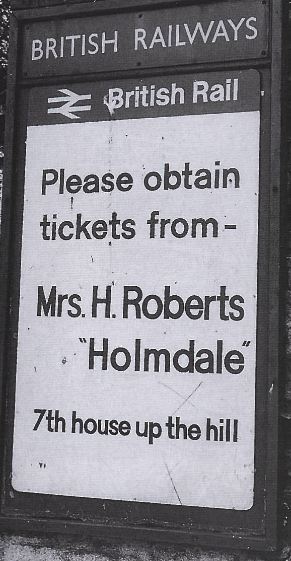 BRITISH RAILWAYS
British Rail
Please obtain
tickets from -
Mrs. H. Roberts
"Holmdale"
7th house up the hill